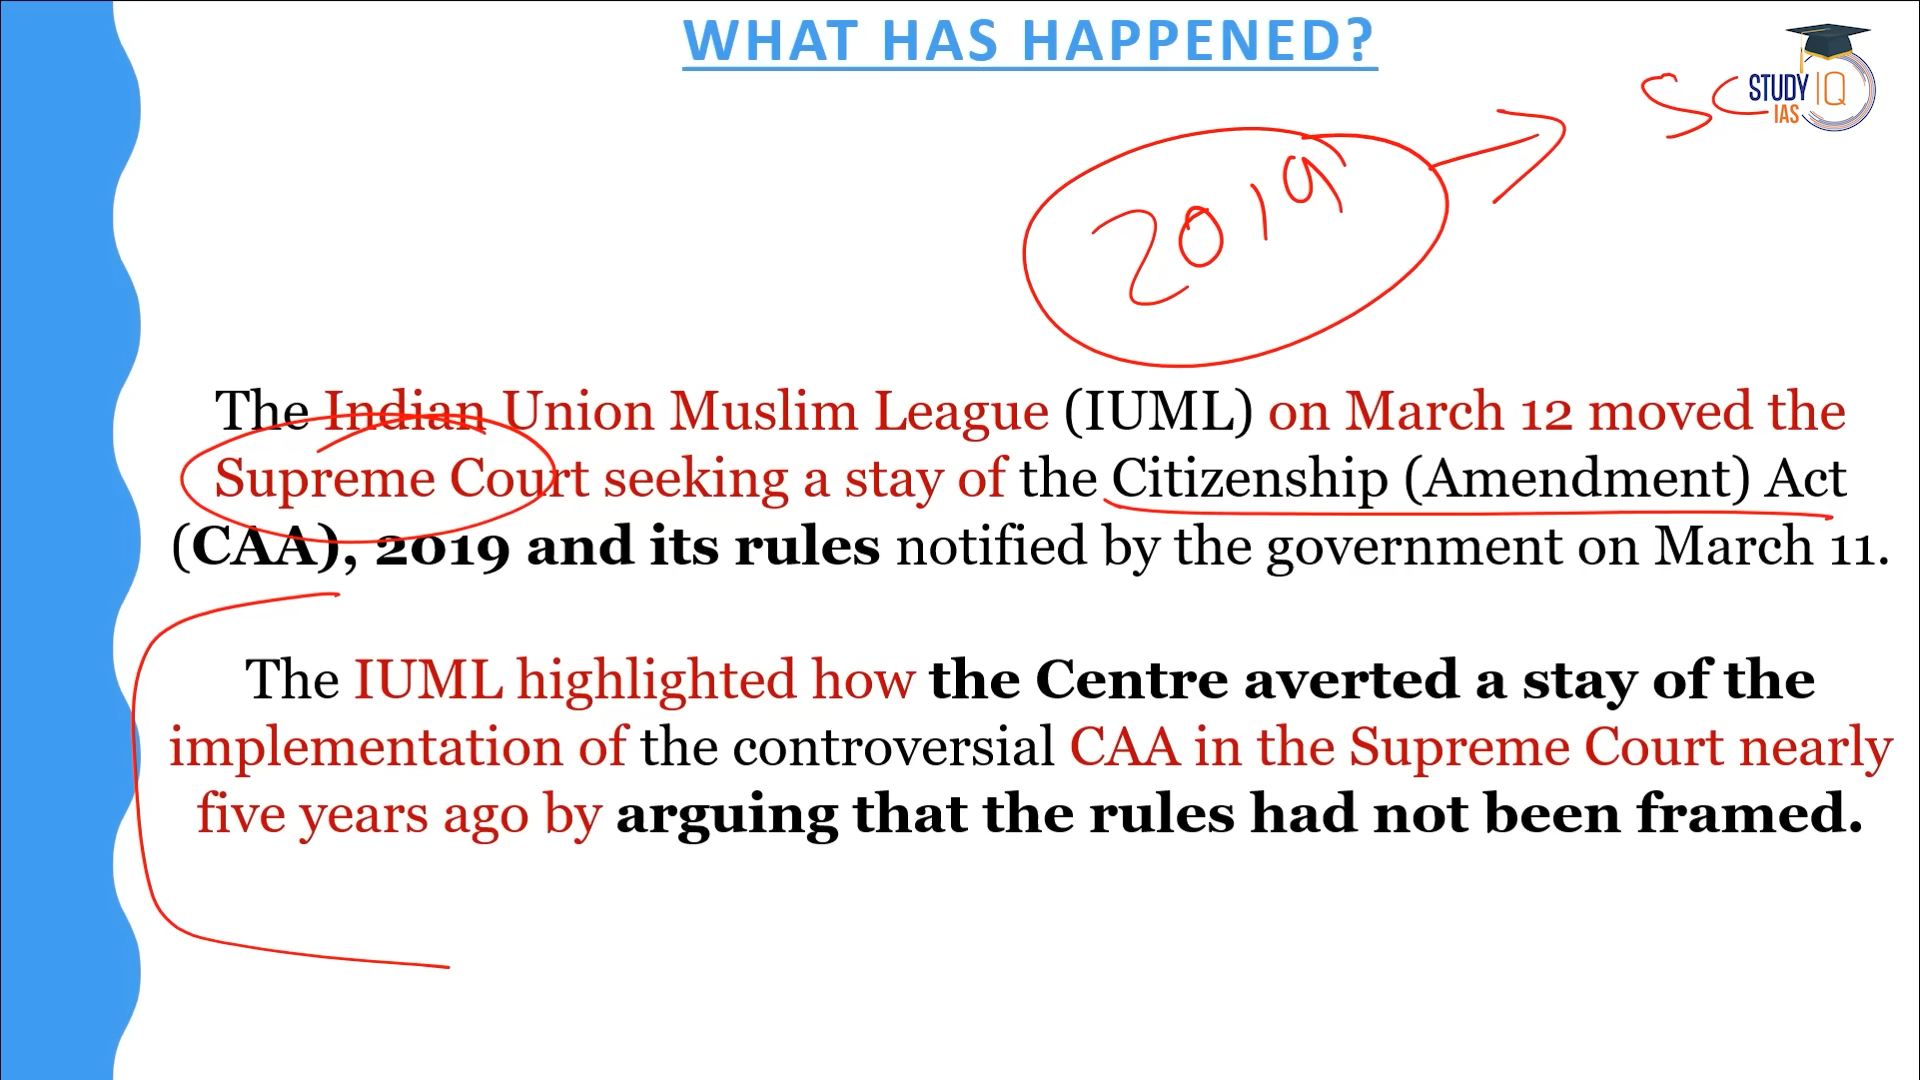 WHAT HAS HAPPENED?
SC
STUDY IQ
IAS
2019
The Indian Union Muslim League (IUML) on March 12 moved the
Supreme Court seeking a stay of the Citizenship (Amendment) Act
(CAA), 2019 and its rules notified by the government on March 11.
The IUML highlighted how the Centre averted a stay of the
implementation of the controversial CAA in the Supreme Court nearly
five years ago by arguing that the rules had not been framed.